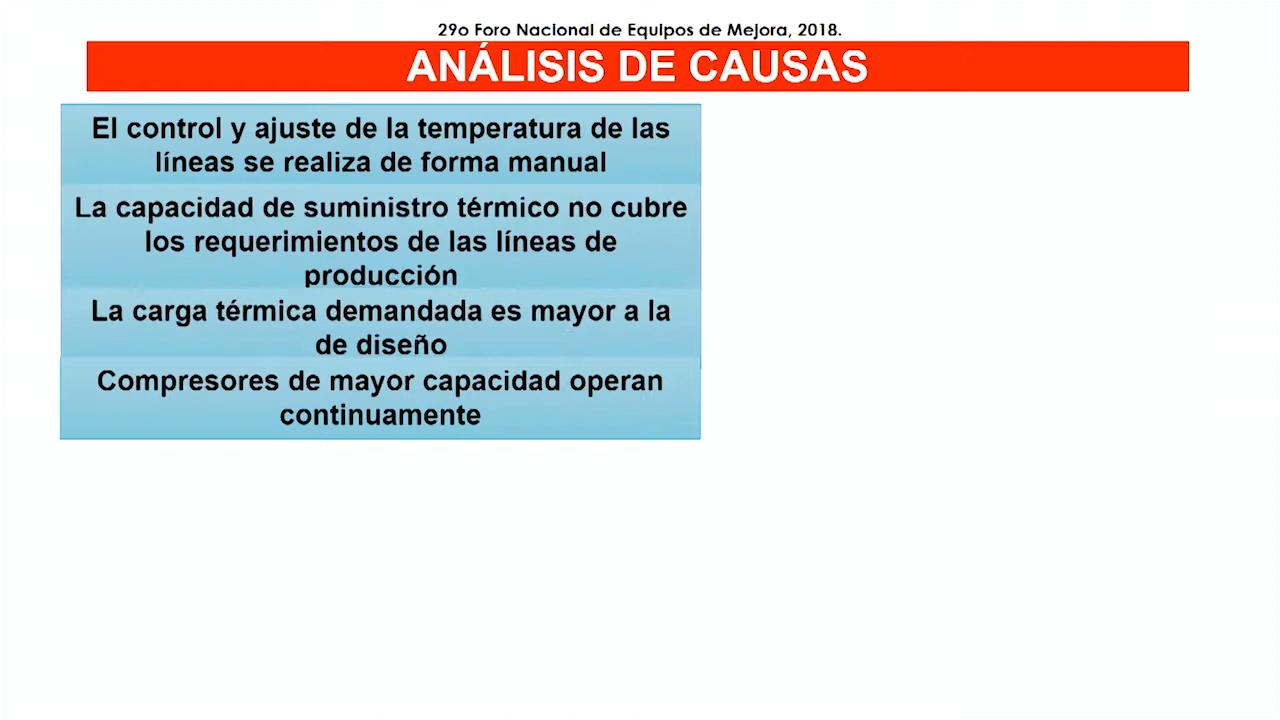 29o Foro Nacional de Equipos de Mejora, 2018.
ANÁLISIS DE CAUSAS
El control y ajuste de la temperatura de las
líneas se realiza de forma manual
La capacidad de suministro térmico no cubre
los requerimientos de las líneas de
producción
La carga térmica demandada es mayor a la
de diseño
Compresores de mayor capacidad operan
continuamente